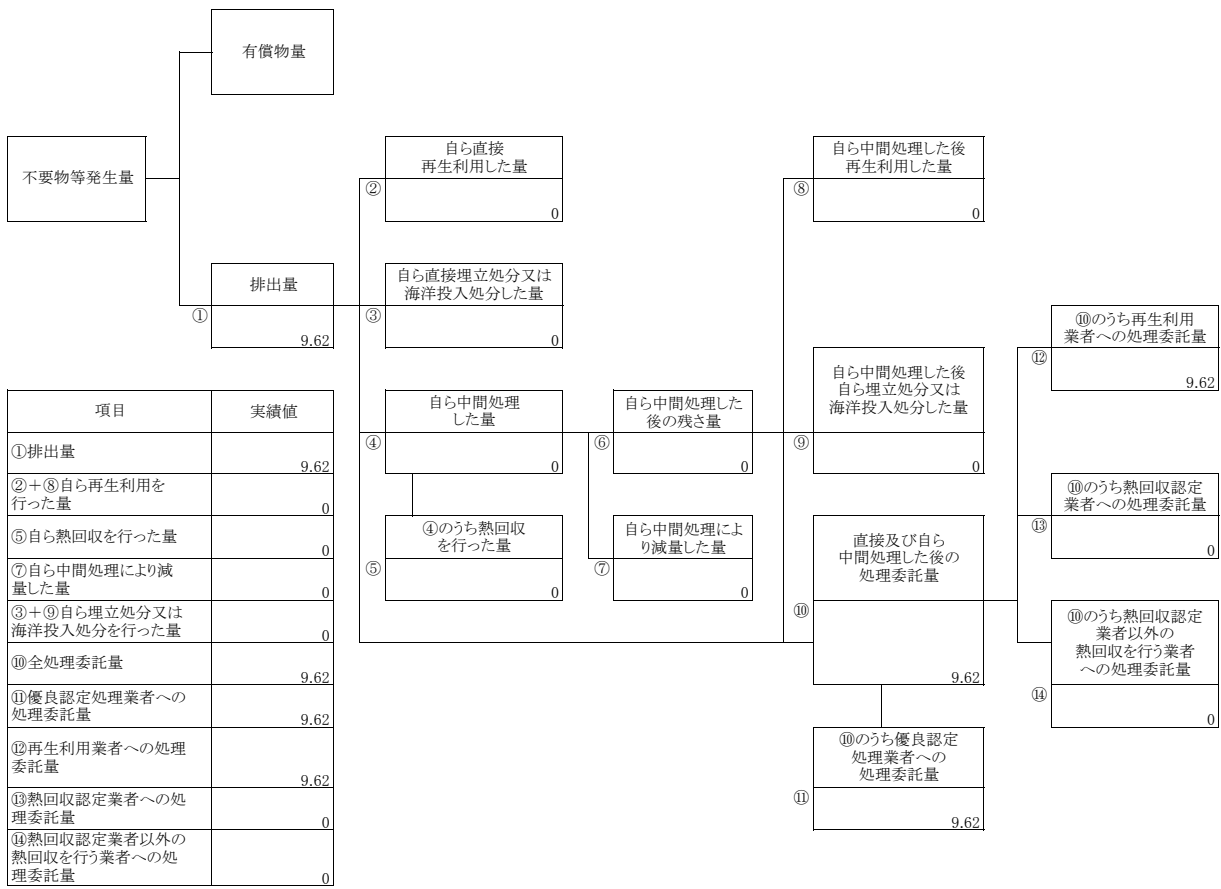 有償物量
不要物等発生量
排出量
①
9.62
自ら直接
再生利用した量
②
0
自ら直接埋立処分又は
海洋投入処分した量
③
0
自ら中間処理
した量
④
0
④のうち熱回収
を行った量
⑤
0
自ら中間処理した
後の残さ量
⑥
0
自ら中間処理によ
り減量した量
⑦
0
自ら中間処理した後
再生利用した量
⑧
0
自ら中間処理した後
自ら埋立処分又は
海洋投入処分した量
⑨
0
直接及び自ら
中間処理した後の
処理委託量
⑩
9.62
⑩のうち優良認定
処理業者への
処理委託量
⑪
9.62
⑩のうち再生利用
業者への処理委託量
⑫
9.62
⑩のうち熱回収認定
業者への処理委託量
⑬
0
⑩のうち熱回収認定
業者以外の
熱回収を行う業者
への処理委託量
⑭
0
項目 実績値
①排出量
9.62
②+⑧自ら再生利用を
行った量
0
⑤自ら熱回収を行った量
0
⑦自ら中間処理により減
量した量
0
③+⑨自ら埋立処分又は
海洋投入処分を行った量
0
⑩全処理委託量
9.62
⑪優良認定処理業者への
処理委託量
9.62
⑫再生利用業者への処理
委託量
9.62
⑬熱回収認定業者への処
理委託量
0
⑭熱回収認定業者以外の
熱回収を行う業者への処
理委託量
0